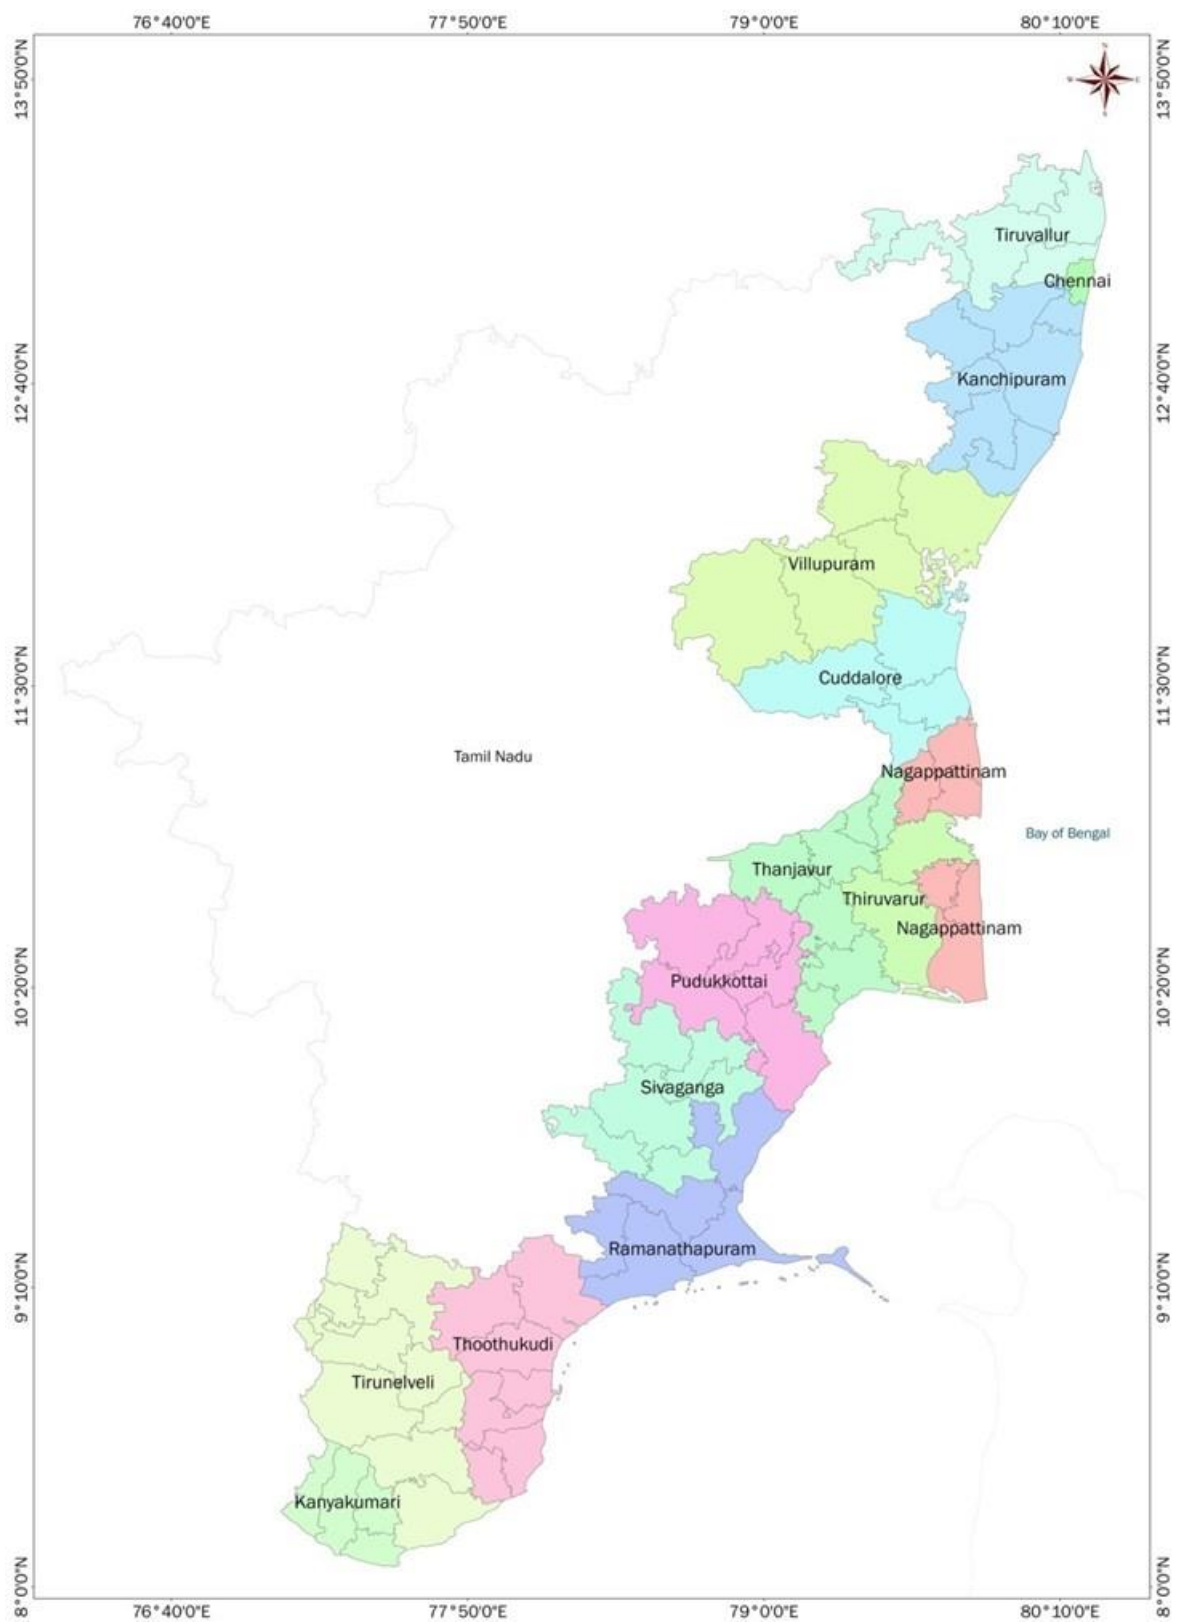 76°40'0"E 77°50'0"E 79°0'0"E 80°10'0"E
13°50'0"N 13°50'0"N
N
W E
S
Tiruvallur
Chennai
12°40'0"N Kanchipuram 12°40'0"N
Villupuram
11°30'0"N Cuddalore 11°30'0"N
Tamil Nadu
Nagappattinam
Bay of Bengal
Thanjavur
Thiruvarur
Nagappattinam
10°20'0"N Pudukkottai 10°20'0"N
Sivaganga
Ramanathapuram
9°10'0"N 9°10'0"N
Thoothukudi
Tirunelveli
Kanyakumari
8°0'0"N 8°0'0"N
76°40'0"E 77°50'0"E 79°0'0"E 80°10'0"E